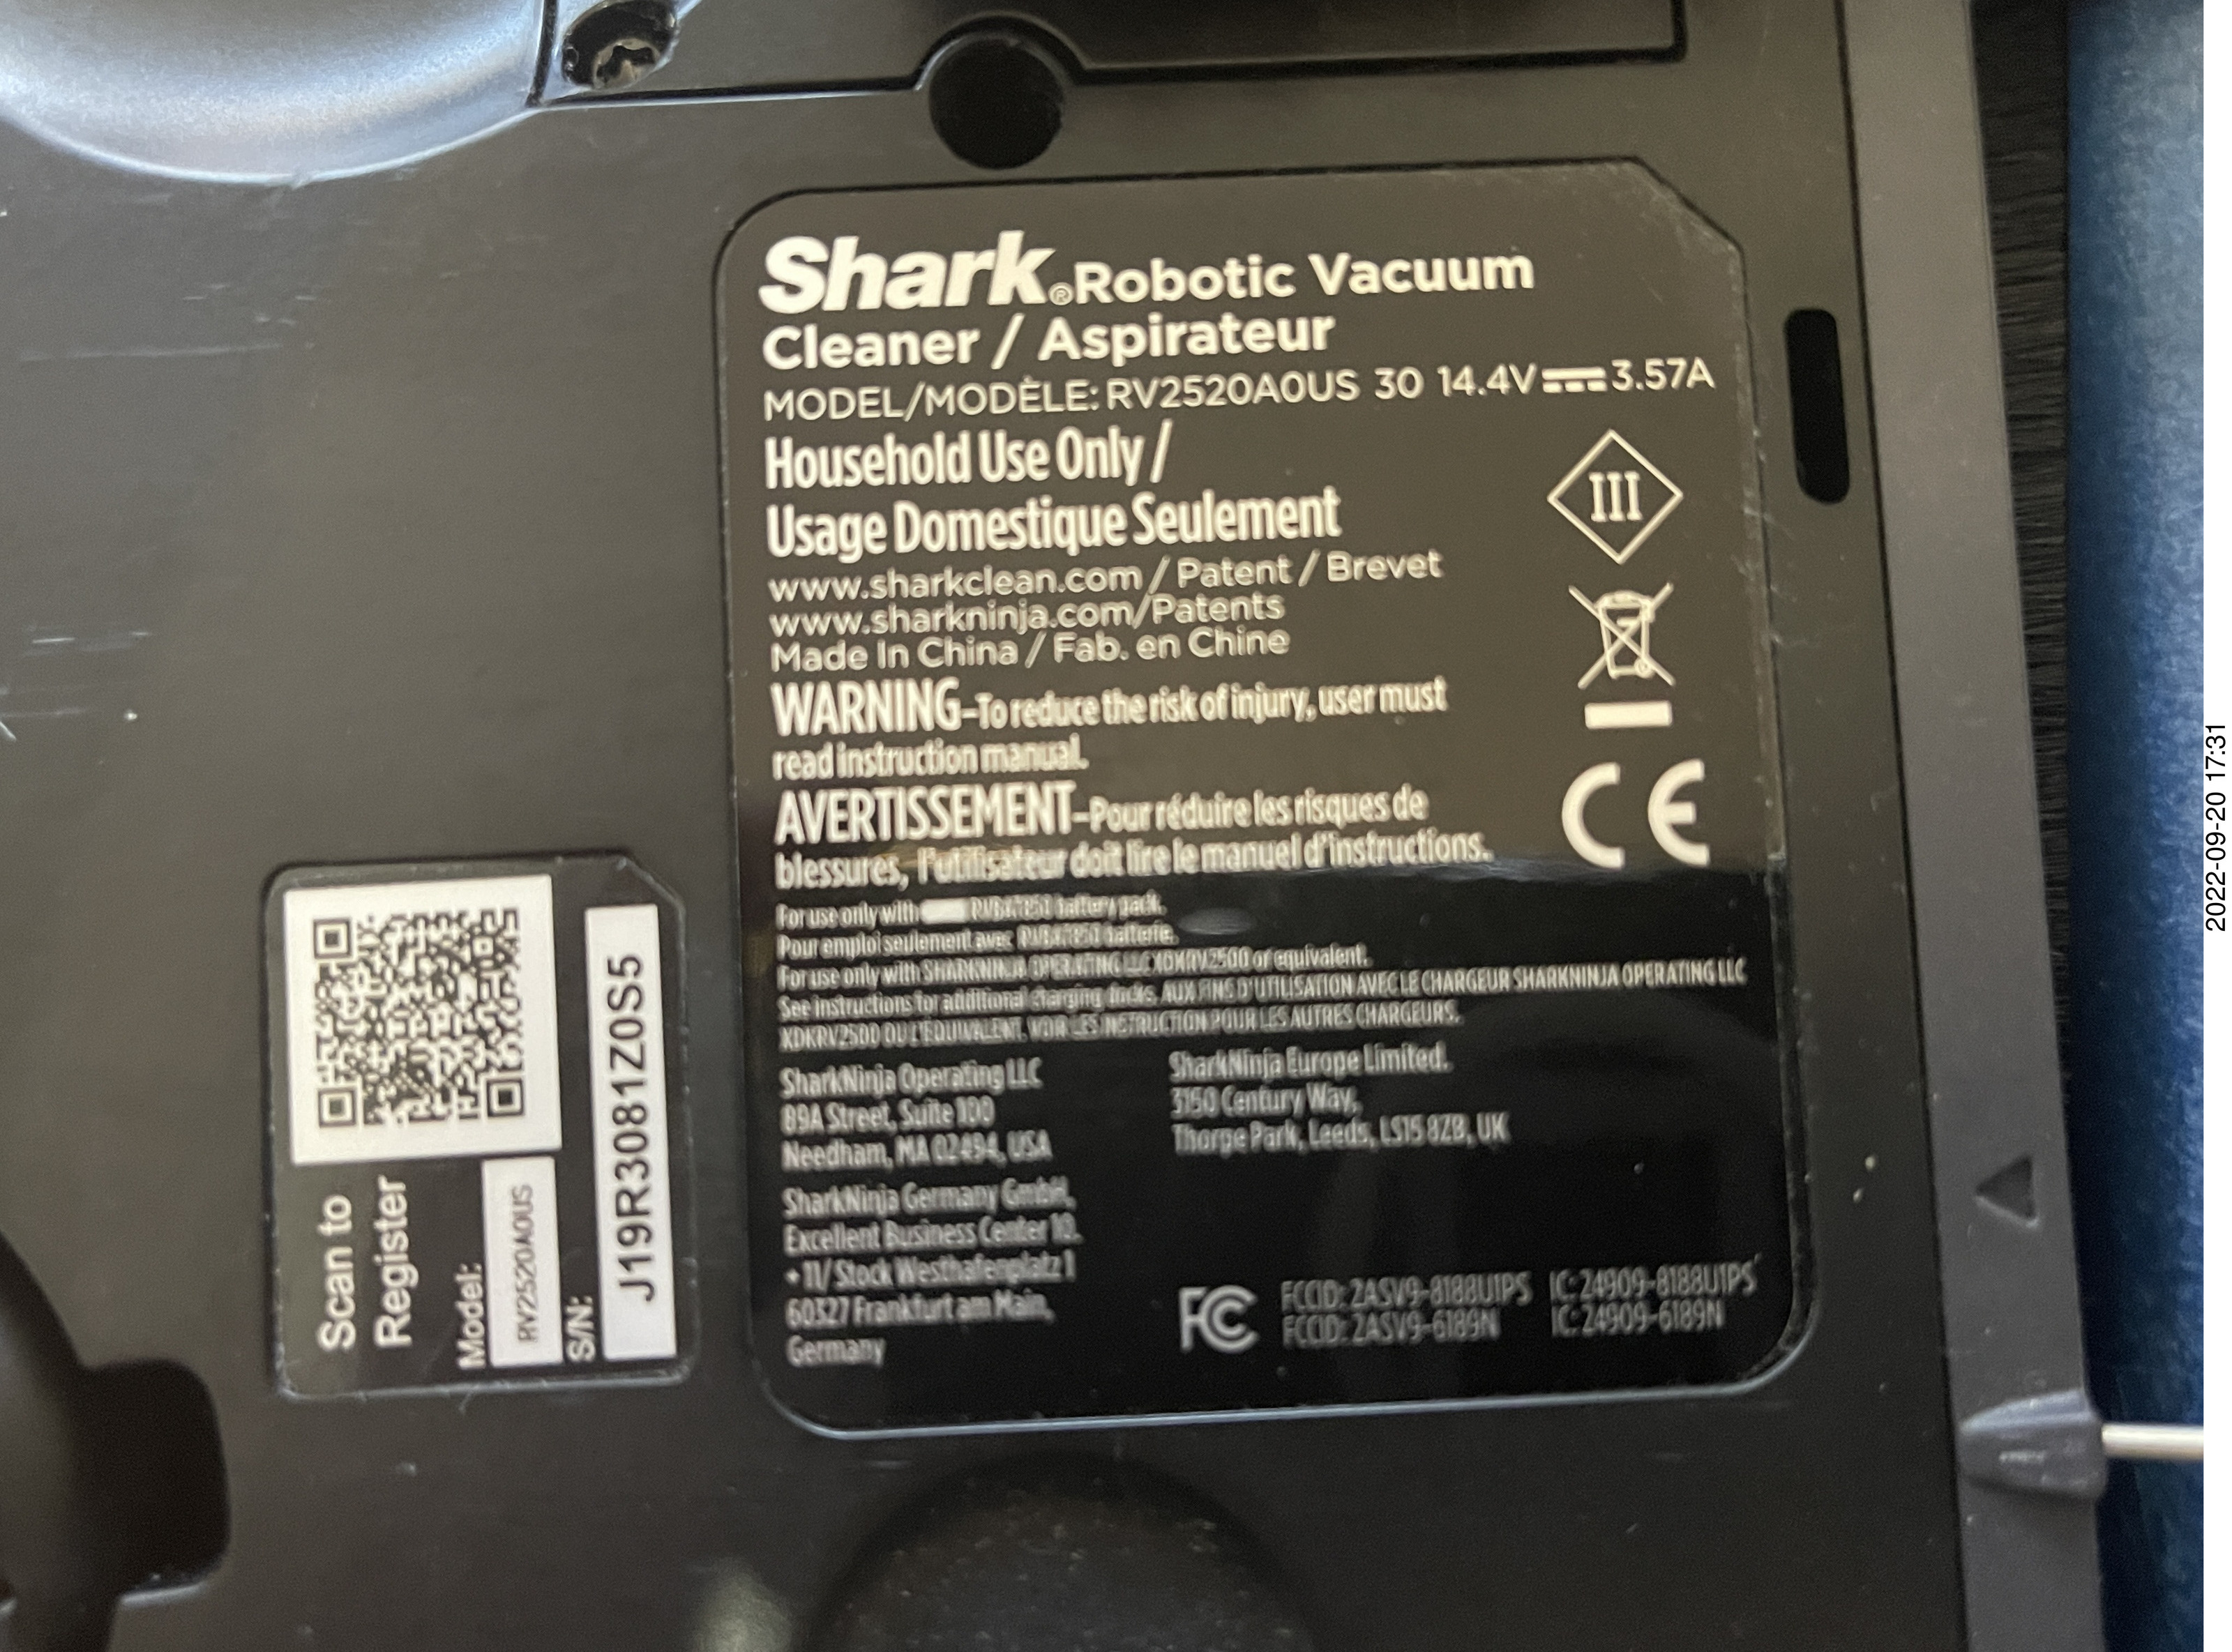 Shark® Robotic Vacuum
Cleaner / Aspirateur
MODEL/MODÈLE: RV2520A0US 30 14.4V 3.57A
Household Use Only /
Usage Domestique Seulement
www.sharkclean.com / Patent / Brevet
www.sharkninja.com/Patents
Made In China / Fab. en Chine
WARNING–To reduce the risk of injury, user must
read instruction manual.
AVERTISSEMENT–Pour réduire les risques de
blessures, l'utilisateur doit lire le manuel d'instructions.
For use only with battery pack.
Pour emploi seulement avec batterie.
For use only with SHARKNINJA OPERATING LLC XDKRV2500 or equivalent.
See instructions for additional charging docks. AUX FINS D'UTILISATION AVEC LE CHARGEUR SHARKNINJA OPERATING LLC
XDKRV2500 OU L'ÉQUIVALENT. VOIR LES INSTRUCTION POUR LES AUTRES CHARGEURS.
SharkNinja Operating LLC
89A Street, Suite 100
Needham, MA 02494, USA
SharkNinja Europe Limited.
3150 Century Way,
Thorpe Park, Leeds, LS15 8ZB, UK
SharkNinja Germany GmbH,
Excellent Business Center 10.
+ 11/ Stock Westhafenplatz 1
60327 Frankfurt am Main,
Germany
FC FCCID: 2ASV9-8188U1PS IC: 24909-8188U1PS
FCCID: 2ASV9-6189N IC: 24909-6189N
III
CE
Scan to
Register
Model:
RV2520A0US
S/N:
J19R3081Z0S5
2022-09-20 17:31